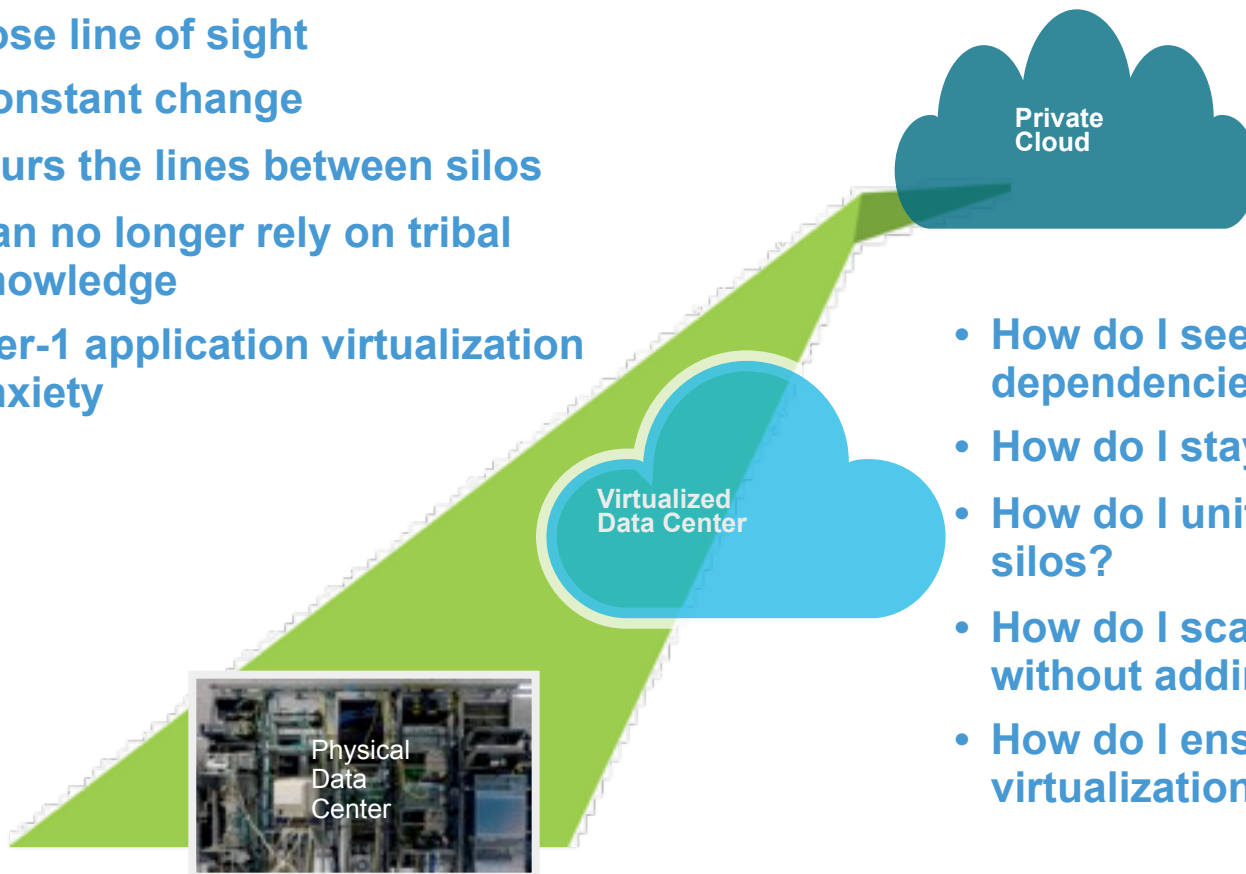 ose line of sight
onstant change
urs the lines between silos
an no longer rely on tribal
nowledge
er-1 application virtualization
nxiety
Private
Cloud
Virtualized
Data Center
Physical
Data
Center
• How do I see
dependencie
• How do I stay
• How do I unit
silos?
• How do I sca
without addi
• How do I ens
virtualization